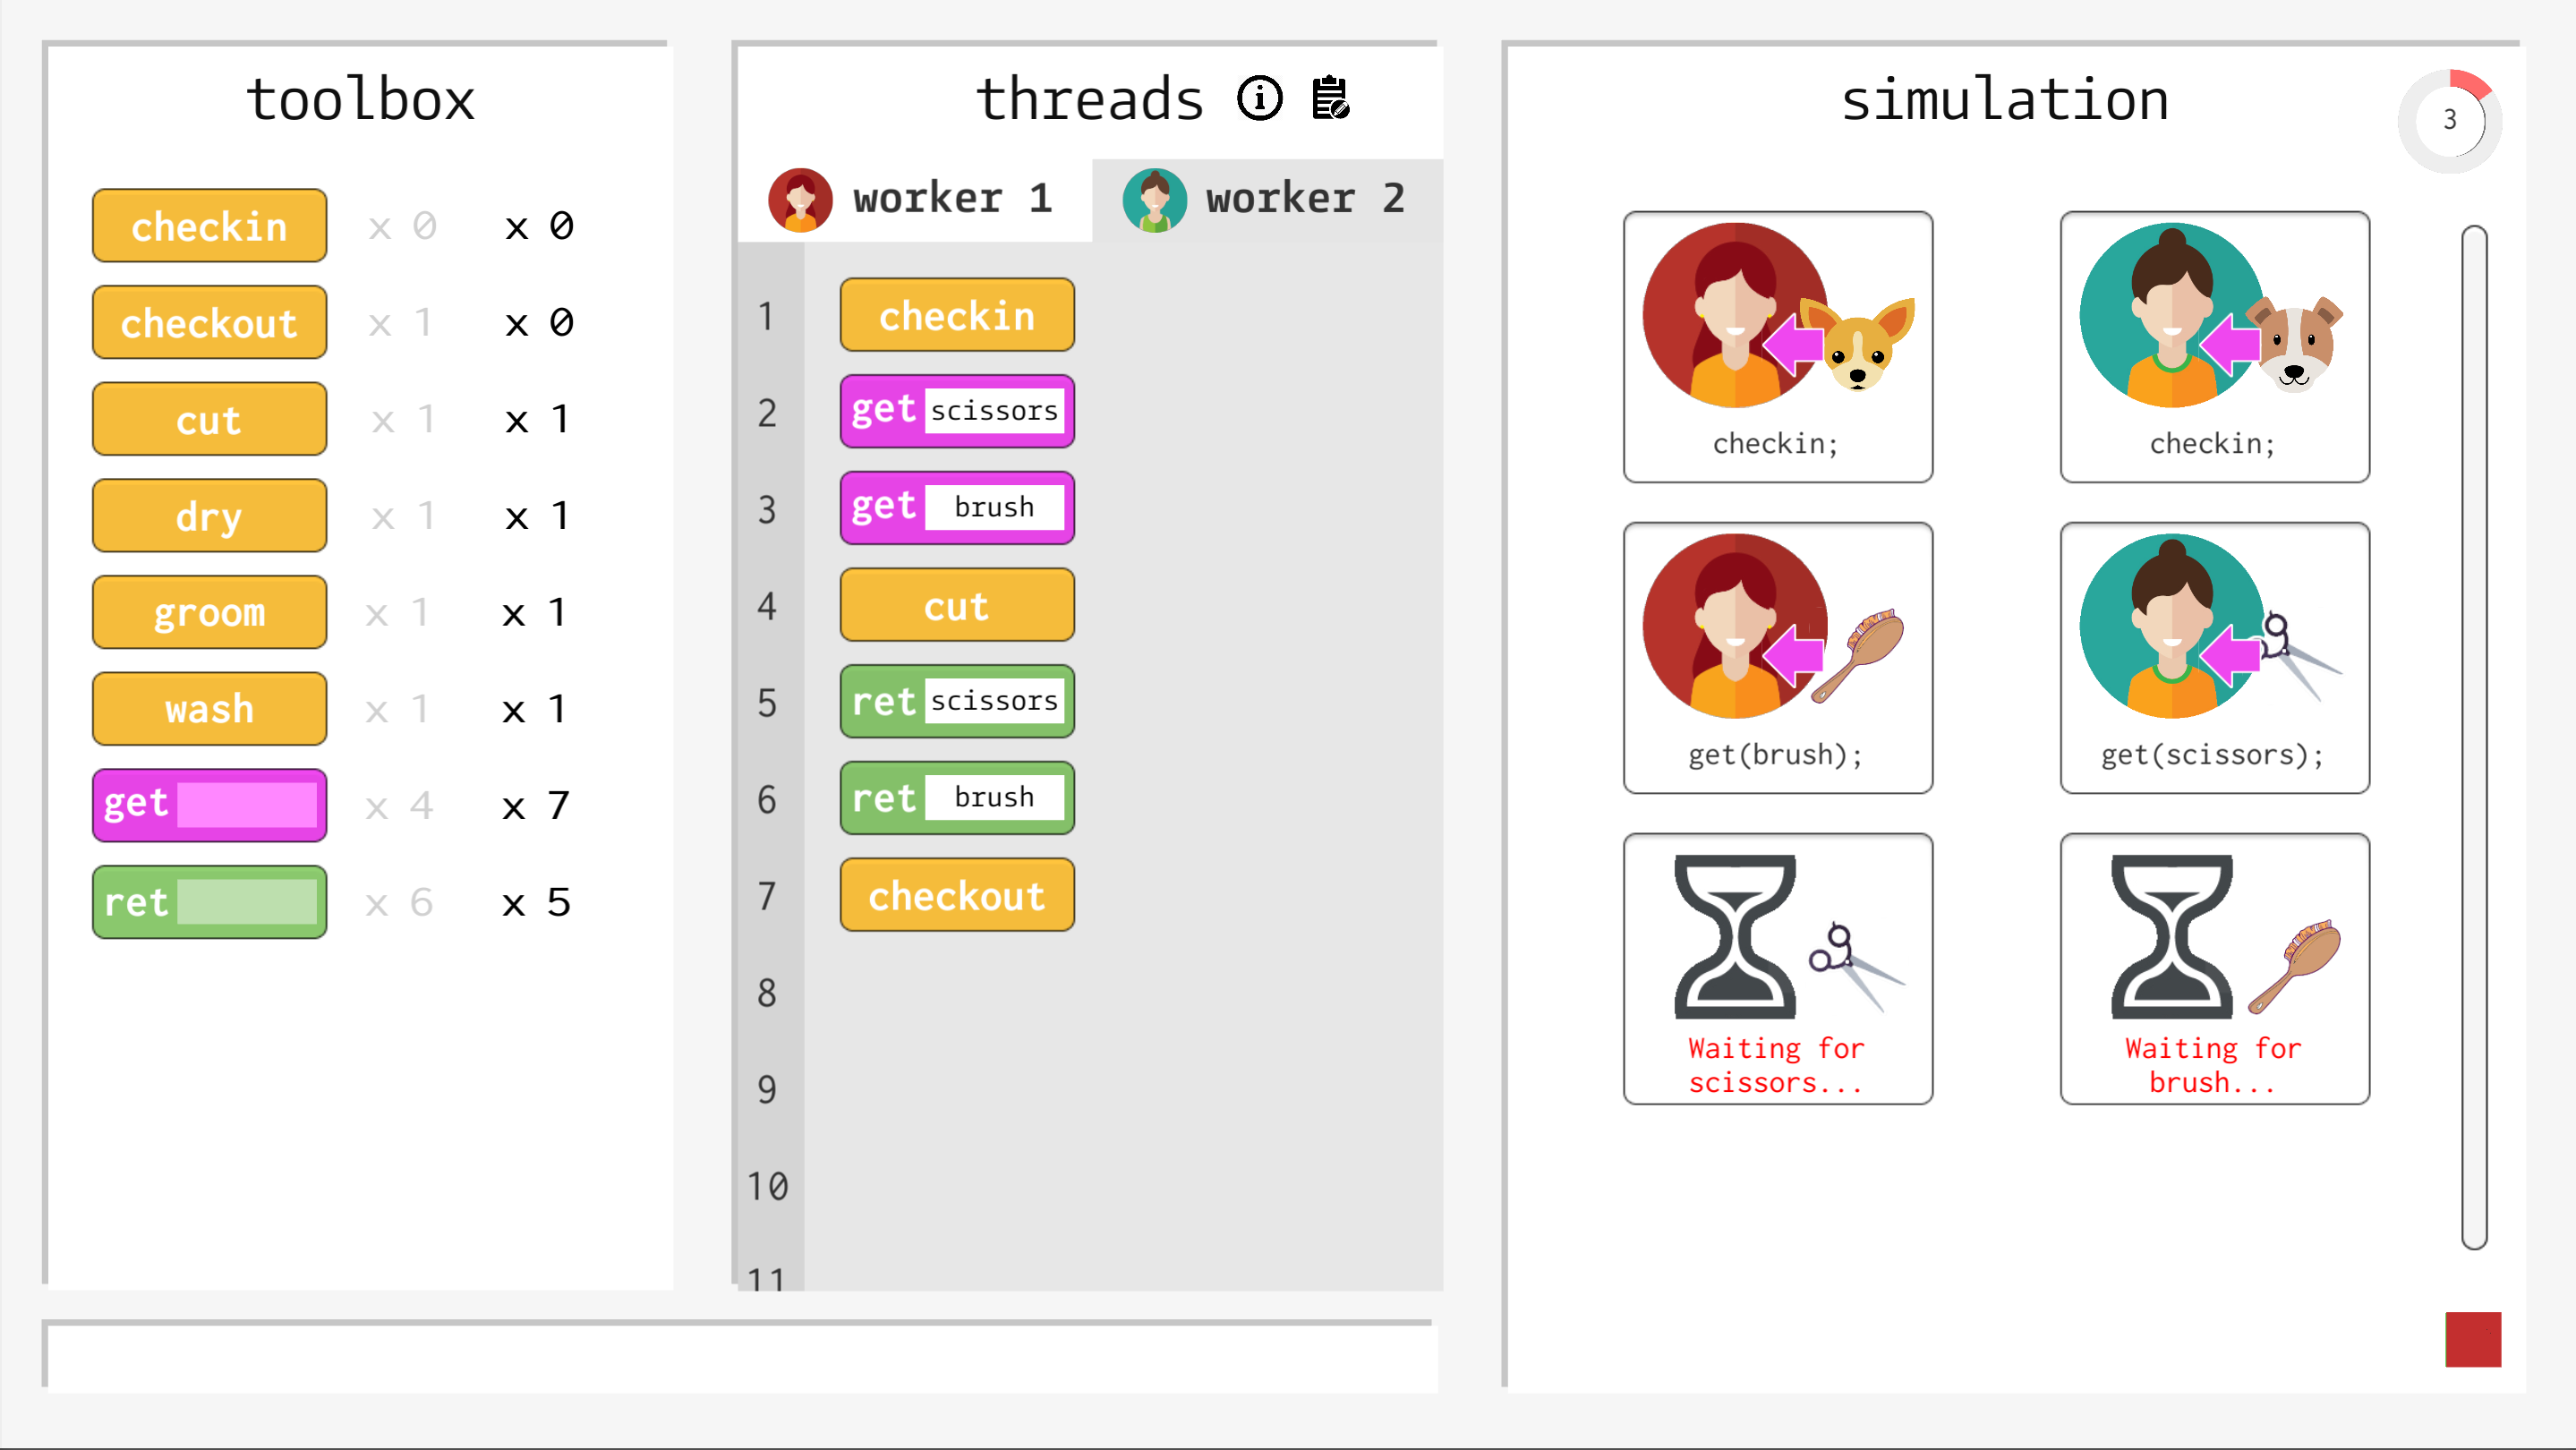 toolbox
checkin x 0 x 0
checkout x 1 x 0
cut x 1 x 1
dry x 1 x 1
groom x 1 x 1
wash x 1 x 1
get x 4 x 7
ret x 6 x 5
threads
worker 1 worker 2
1 checkin
2 get scissors
3 get brush
4 cut
5 ret scissors
6 ret brush
7 checkout
8
9
10
11
simulation
3
checkin; checkin;
get(brush); get(scissors);
Waiting for
scissors...
Waiting for
brush...